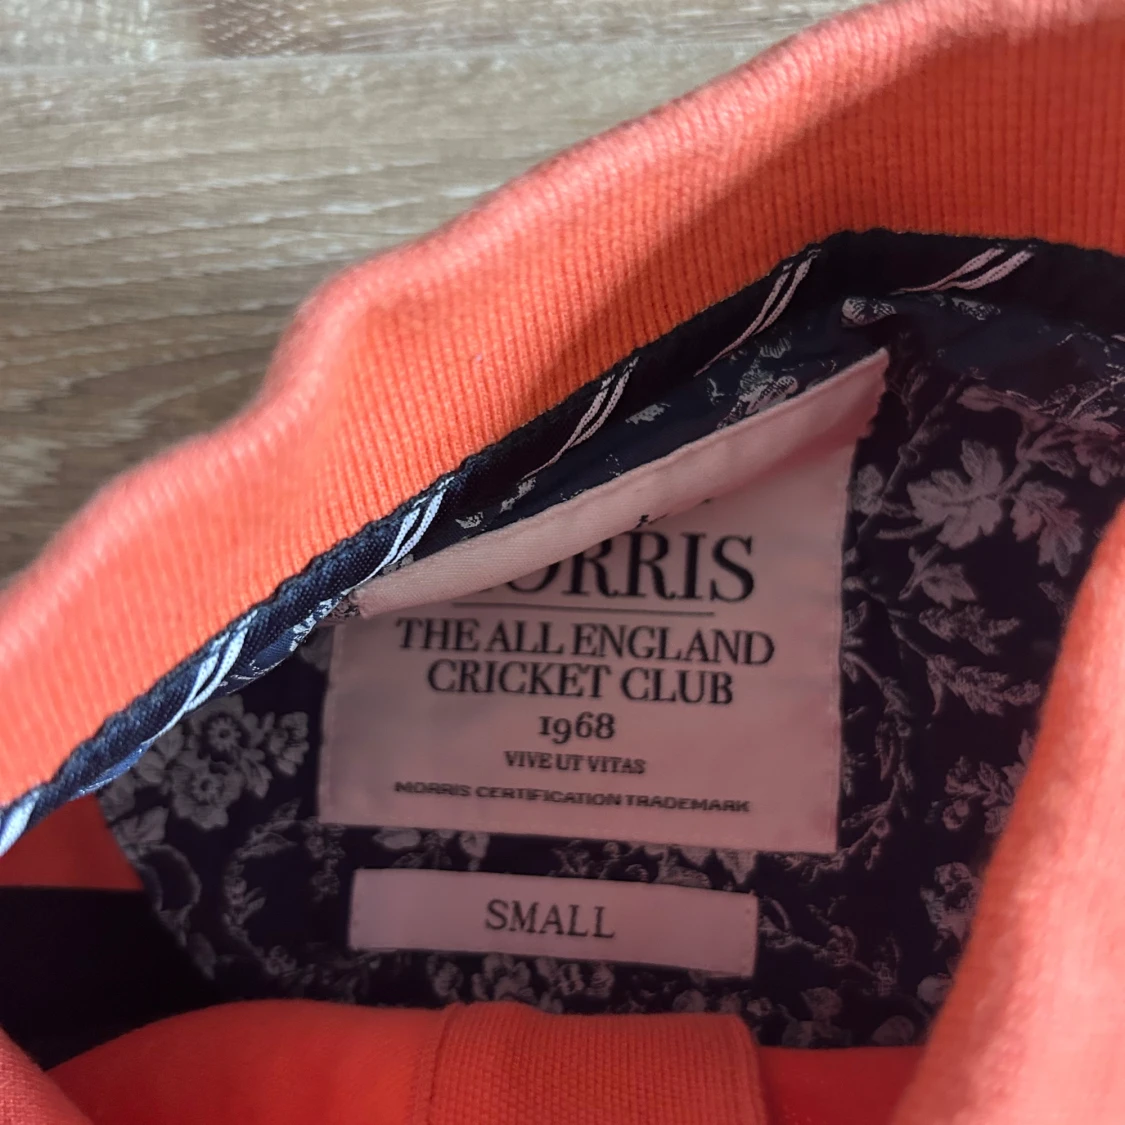 ORRIS
THE ALL ENGLAND
CRICKET CLUB
1968
VIVE UT VITAS
MORRIS CERTIFICATION TRADEMARK
SMALL